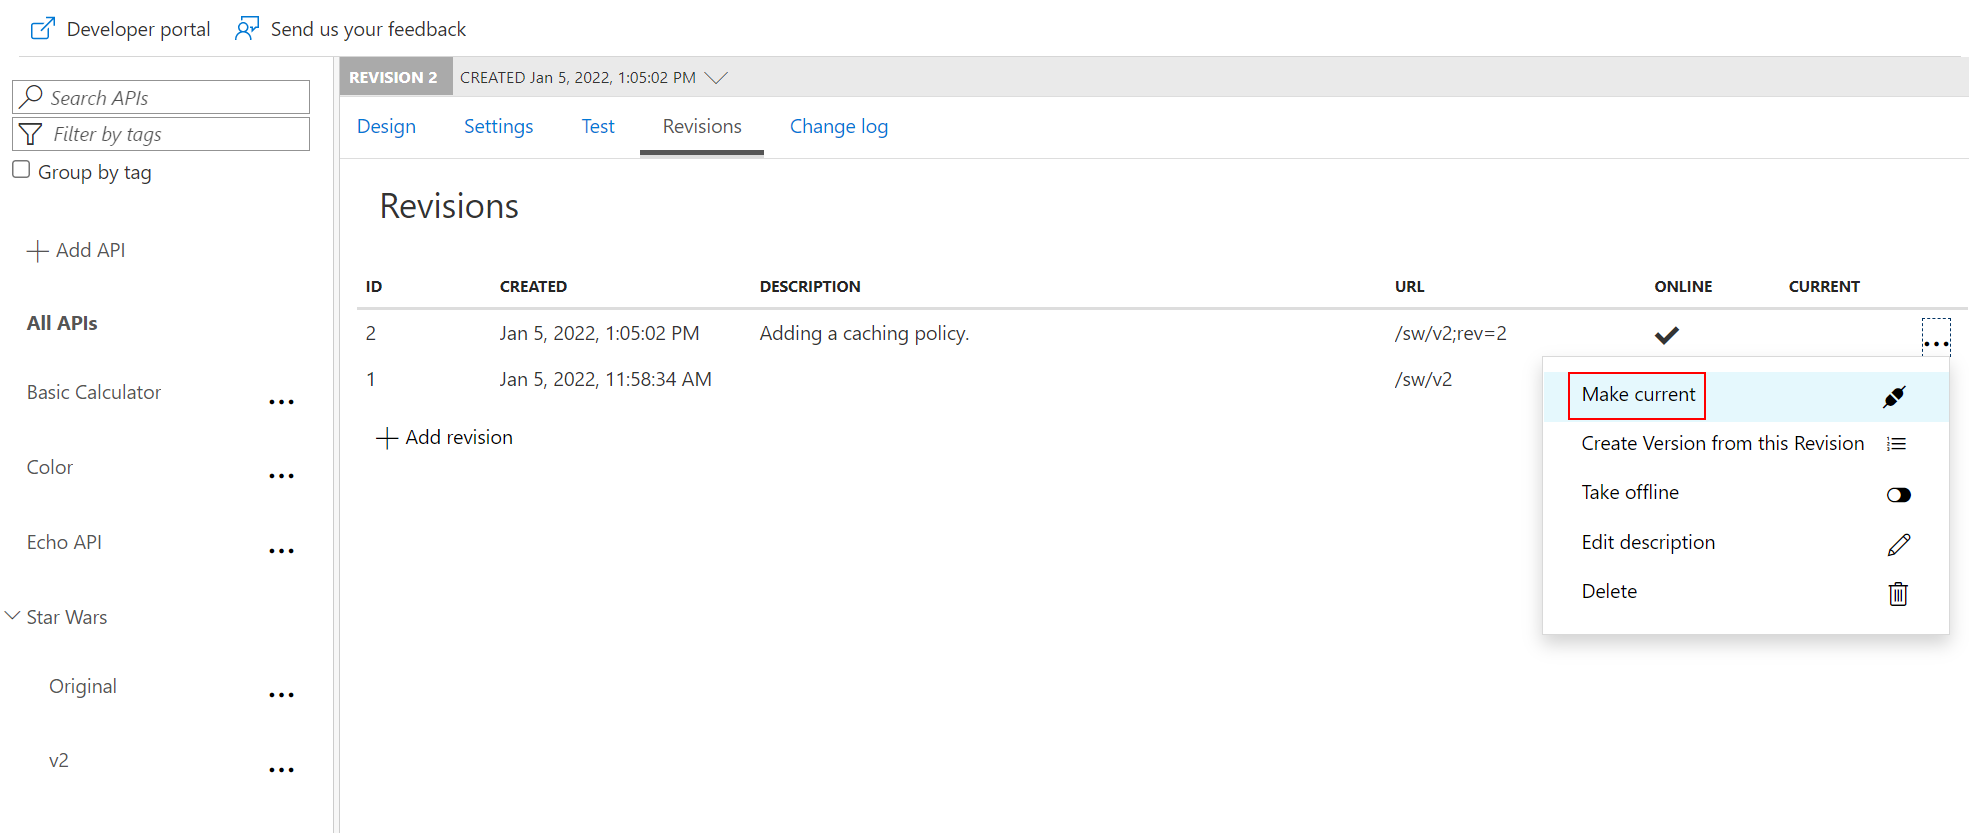 Developer portal Send us your feedback
Search APIs
Filter by tags
Group by tag
Add API
All APIs
Basic Calculator
Color
Echo API
Star Wars
Original
v2
REVISION 2 CREATED Jan 5, 2022, 1:05:02 PM
Design Settings Test Revisions Change log
Revisions
ID CREATED DESCRIPTION URL ONLINE CURRENT
2 Jan 5, 2022, 1:05:02 PM Adding a caching policy. /sw/v2;rev=2
1 Jan 5, 2022, 11:58:34 AM /sw/v2
Add revision
Make current
Create Version from this Revision
Take offline
Edit description
Delete